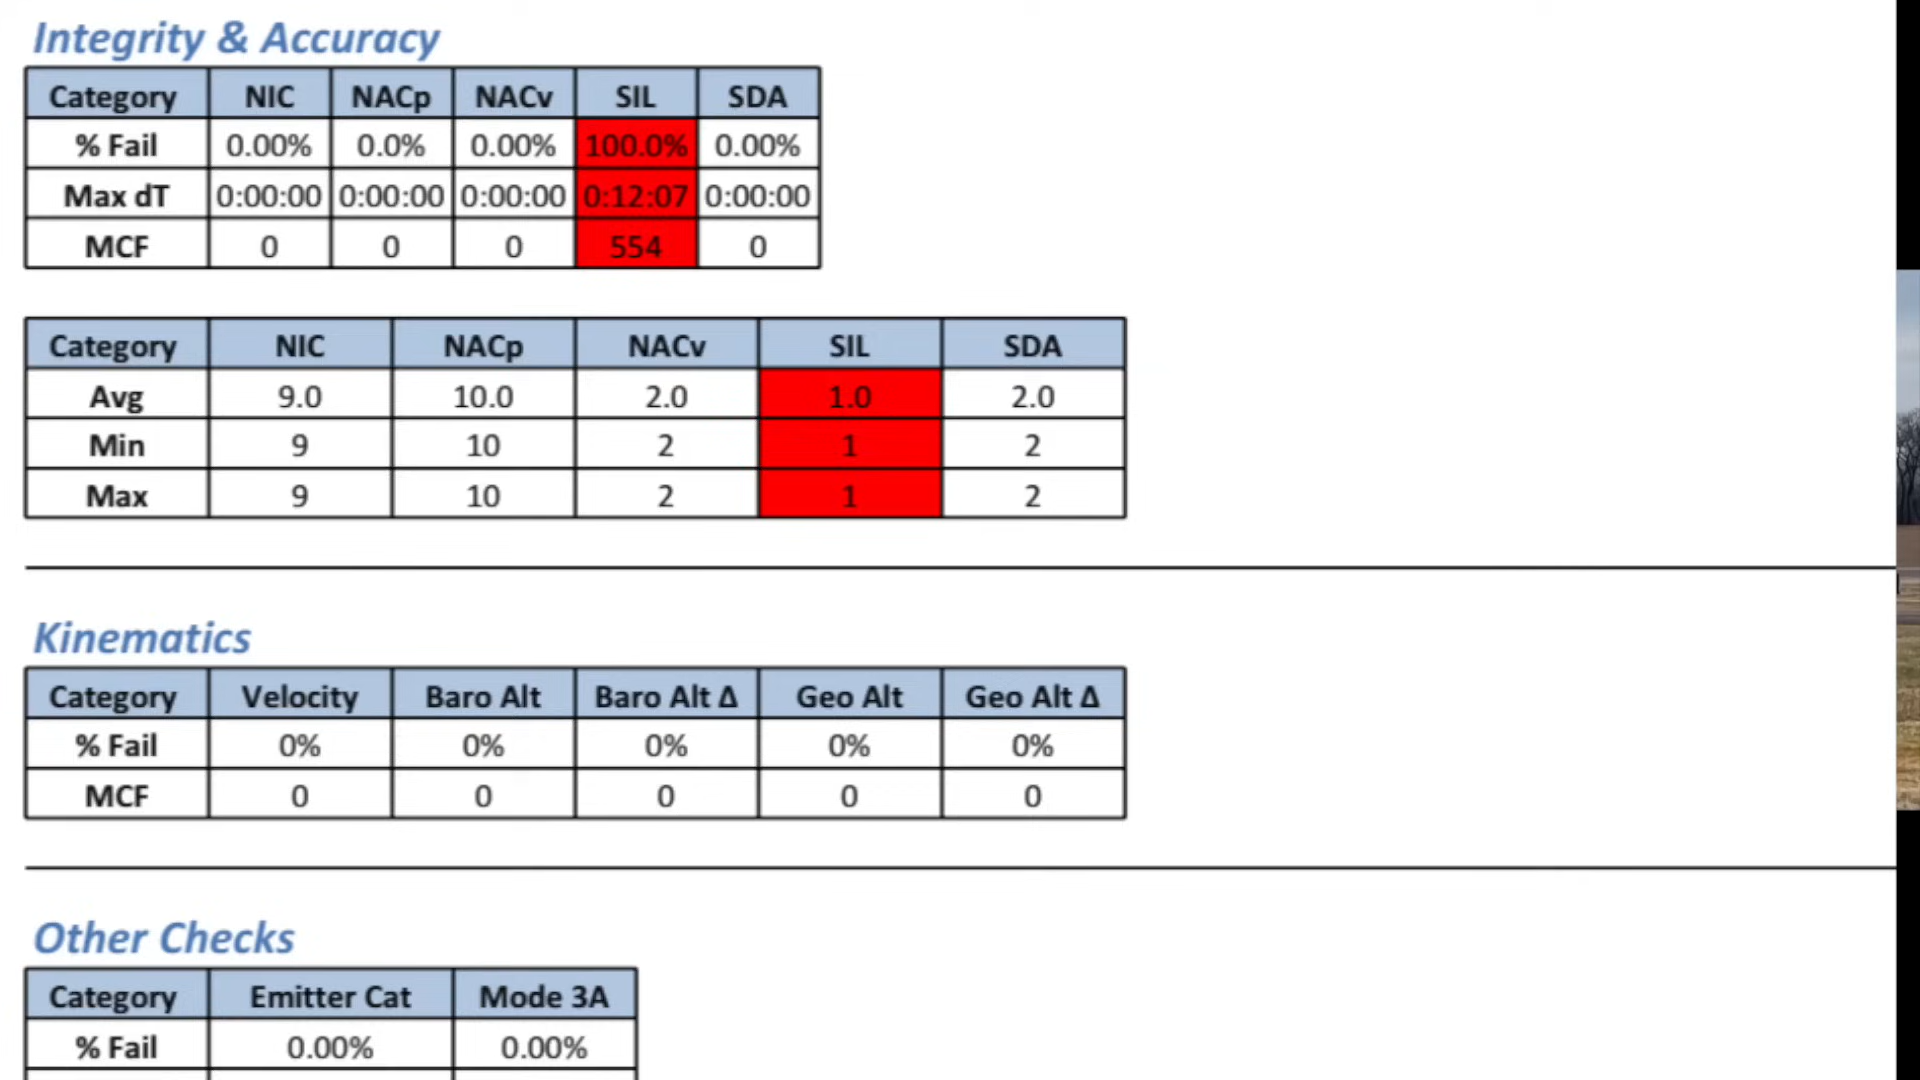 Integrity & Accuracy
Category NIC NACp NACv SIL SDA
% Fail 0.00% 0.0% 0.00% 100.0% 0.00%
Max dT 0:00:00 0:00:00 0:00:00 0:12:07 0:00:00
MCF 0 0 0 554 0
Category NIC NACp NACv SIL SDA
Avg 9.0 10.0 2.0 1.0 2.0
Min 9 10 2 1 2
Max 9 10 2 1 2
Kinematics
Category Velocity Baro Alt Baro Alt Δ Geo Alt Geo Alt Δ
% Fail 0% 0% 0% 0% 0%
MCF 0 0 0 0 0
Other Checks
Category Emitter Cat Mode 3A
% Fail 0.00% 0.00%